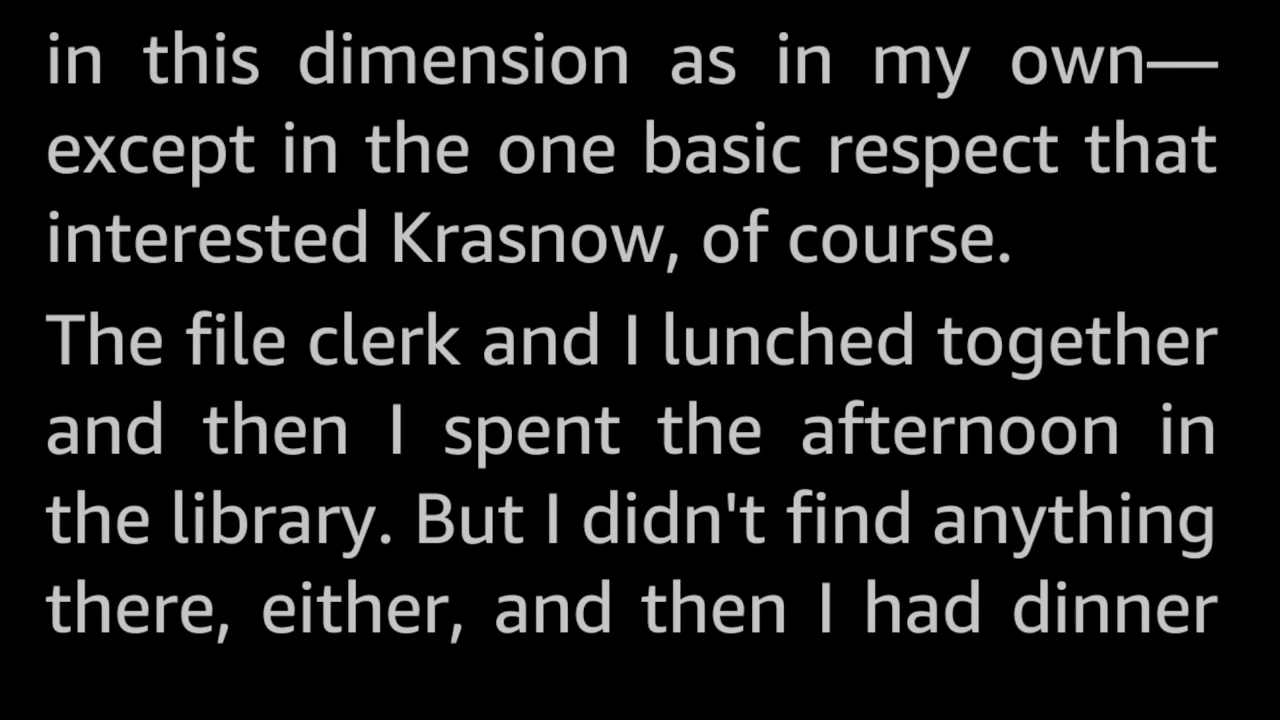 in this dimension as in my own—
except in the one basic respect that
interested Krasnow, of course.
The file clerk and I lunched together
and then I spent the afternoon in
the library. But I didn't find anything
there, either, and then I had dinner